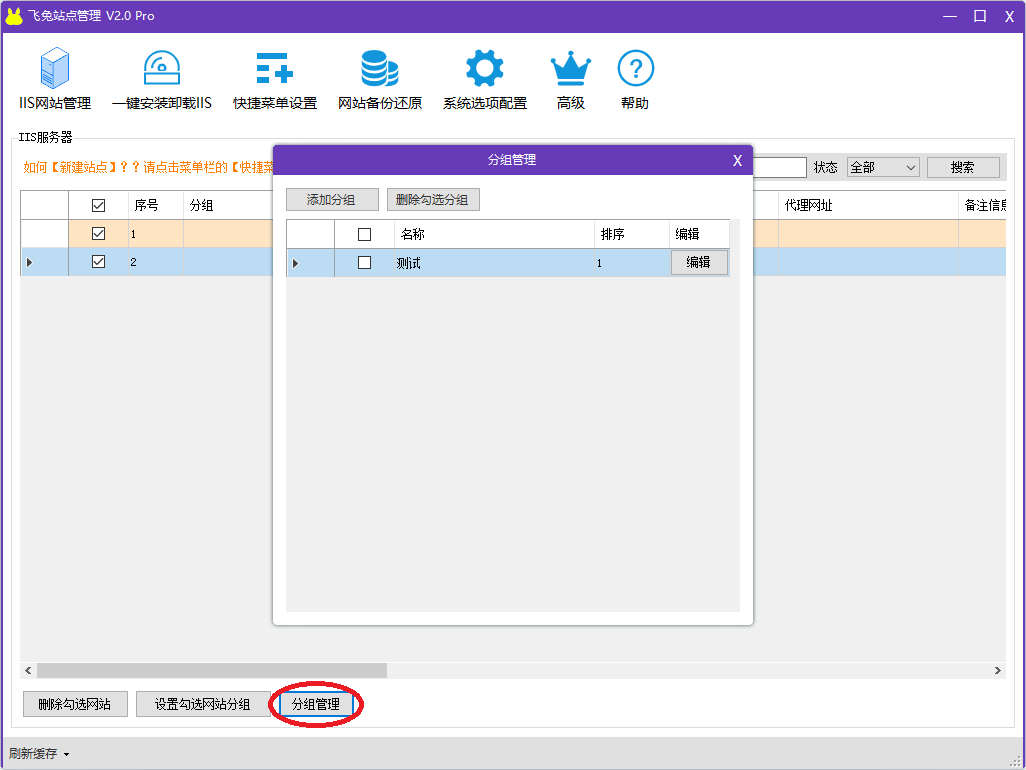 飞兔站点管理 V2.0 Pro
X
IIS网站管理 一键安装卸载IIS 快捷菜单设置 网站备份还原 系统选项配置 高级 帮助
IIS服务器
如何【新建站点】？？请点击菜单栏的【快捷菜
状态 全部 搜索
序号 分组 代理网址 备注信息
1
2
分组管理 X
添加分组 删除勾选分组
名称 排序 编辑
测试 1 编辑
删除勾选网站 设置勾选网站分组 分组管理
刷新缓存